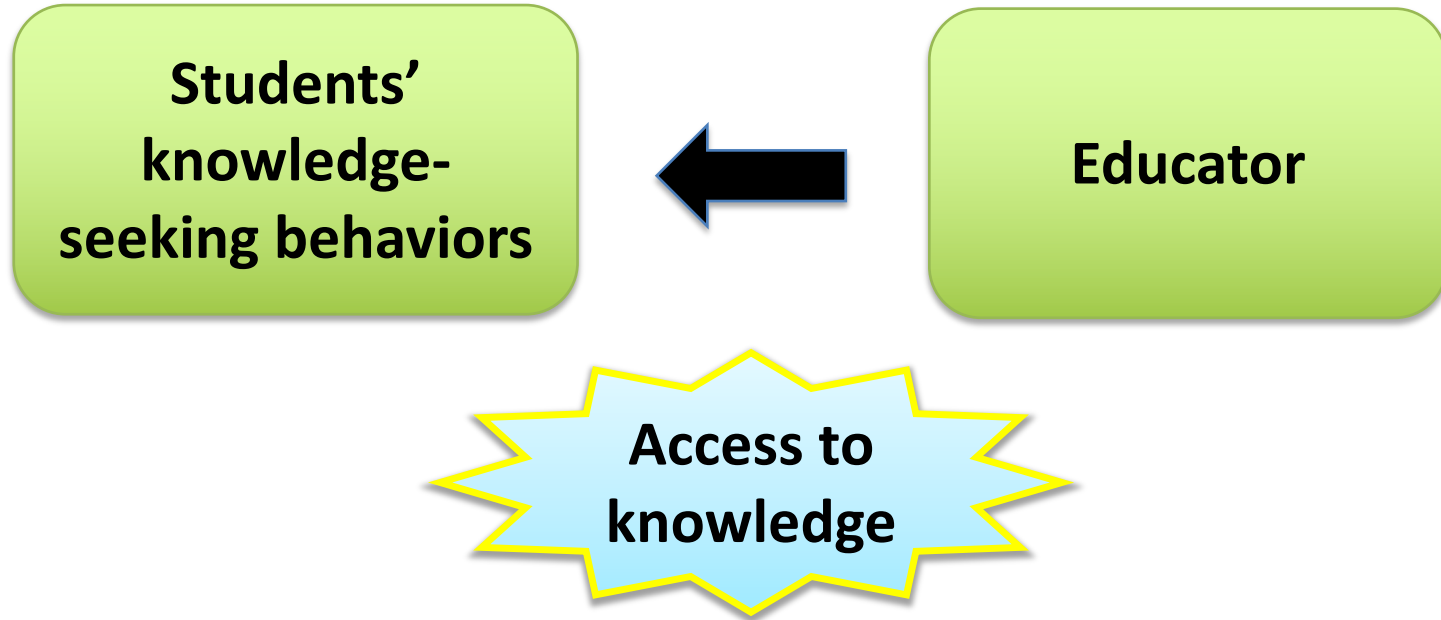 Students’
knowledge-
seeking behaviors
Educator
Access to
knowledge